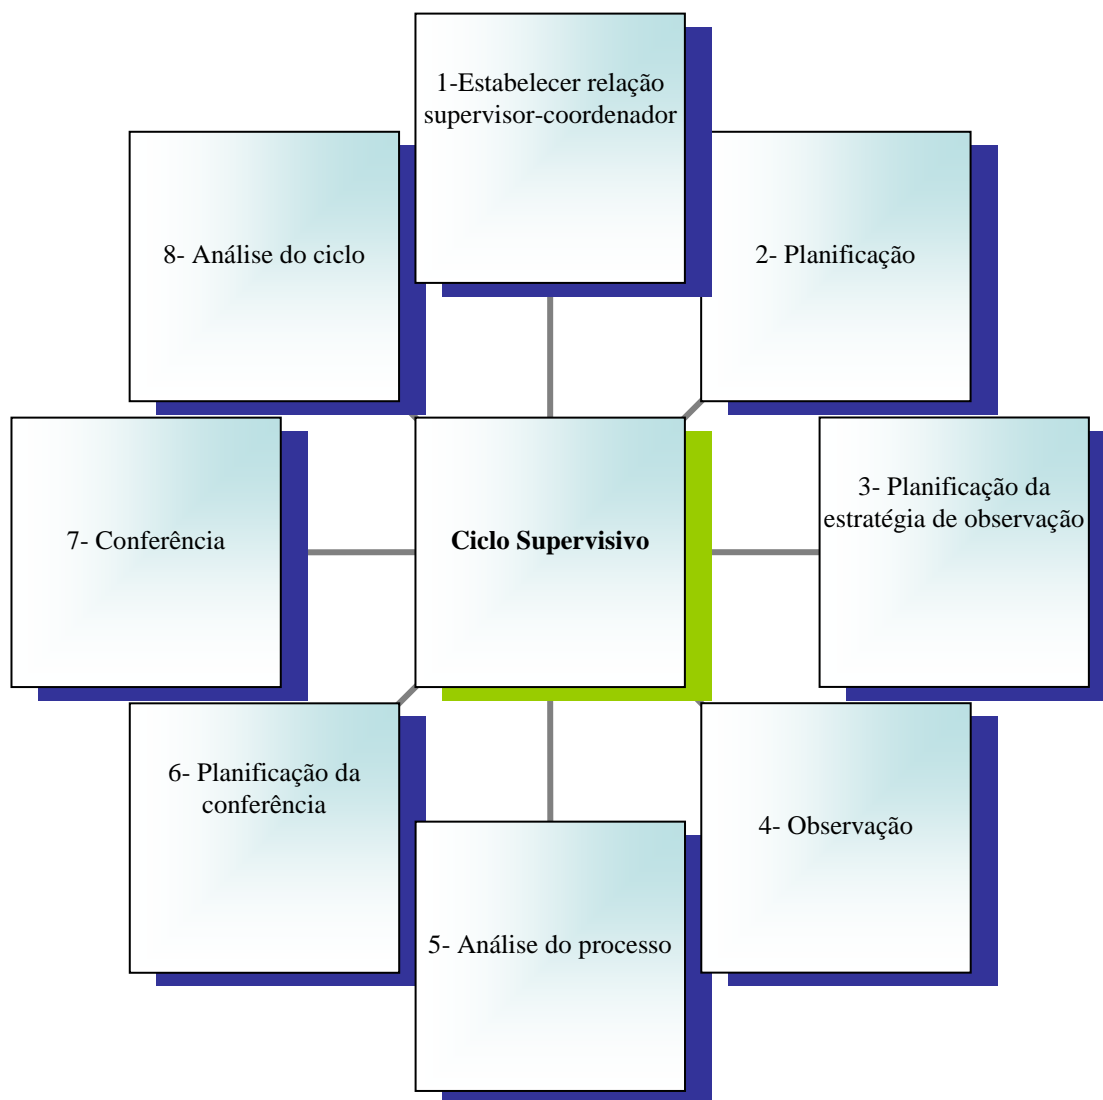 1-Estabelecer relação
supervisor-coordenador
2- Planificação
3- Planificação da
estratégia de observação
4- Observação
5- Análise do processo
6- Planificação da
conferência
7- Conferência
8- Análise do ciclo
Ciclo Supervisivo